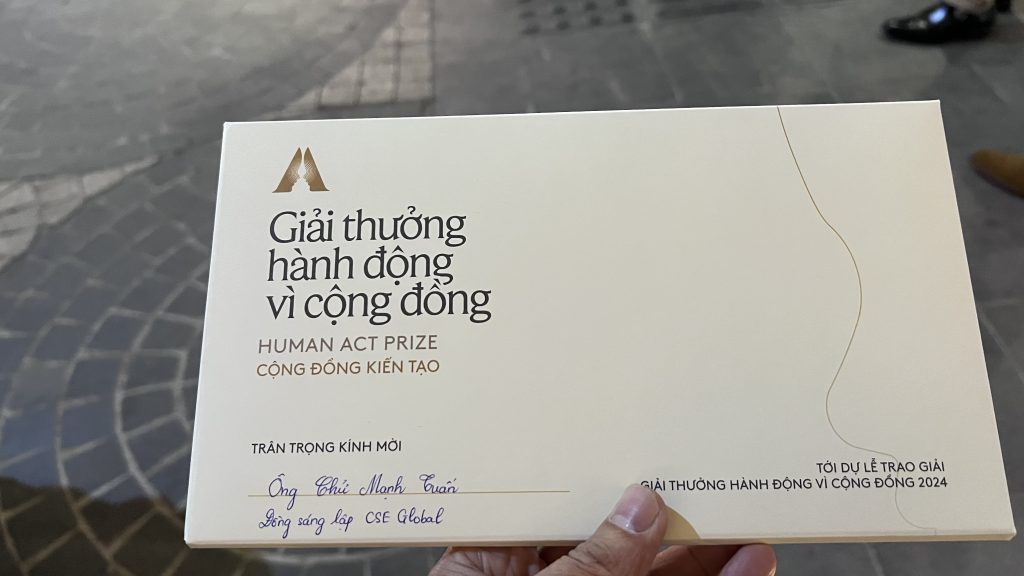 Giải thưởng
hành động
vì cộng đồng
HUMAN ACT PRIZE
CỘNG ĐỒNG KIẾN TẠO
TRÂN TRỌNG KÍNH MỜI
Ông Chử Mạnh Tuấn
Đồng sáng lập CSE Global
TỚI DỰ LỄ TRAO GIẢI
GIẢI THƯỞNG HÀNH ĐỘNG VÌ CỘNG ĐỒNG 2024